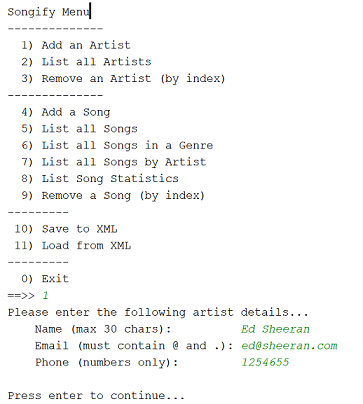 Songify Menu
--------------
1) Add an Artist
2) List all Artists
3) Remove an Artist (by index)
--------------
4) Add a Song
5) List all Songs
6) List all Songs in a Genre
7) List all Songs by Artist
8) List Song Statistics
9) Remove a Song (by index)
---------
10) Save to XML
11) Load from XML
---------
0) Exit
==>> 1
Please enter the following artist details...
Name (max 30 chars): Ed Sheeran
Email (must contain @ and .): ed@sheeran.com
Phone (numbers only): 1254655
Press enter to continue...